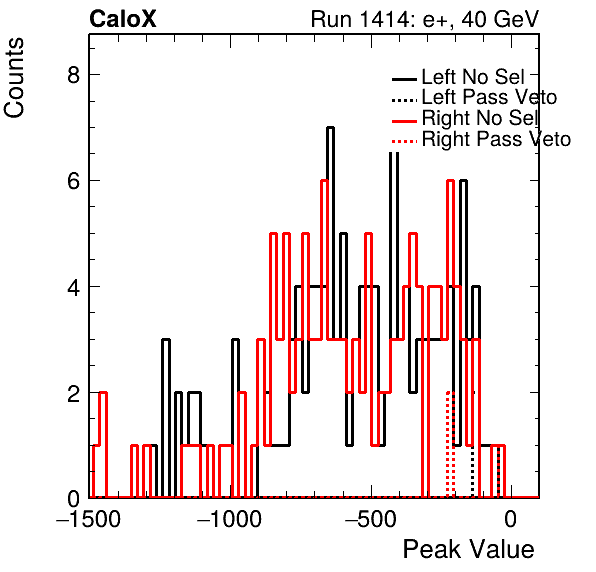 CaloX Run 1414: e+, 40 GeV
Counts
8
6
4
2
0
Left No Sel
Left Pass Veto
Right No Sel
Right Pass Veto
−1500 −1000 −500 0
Peak Value